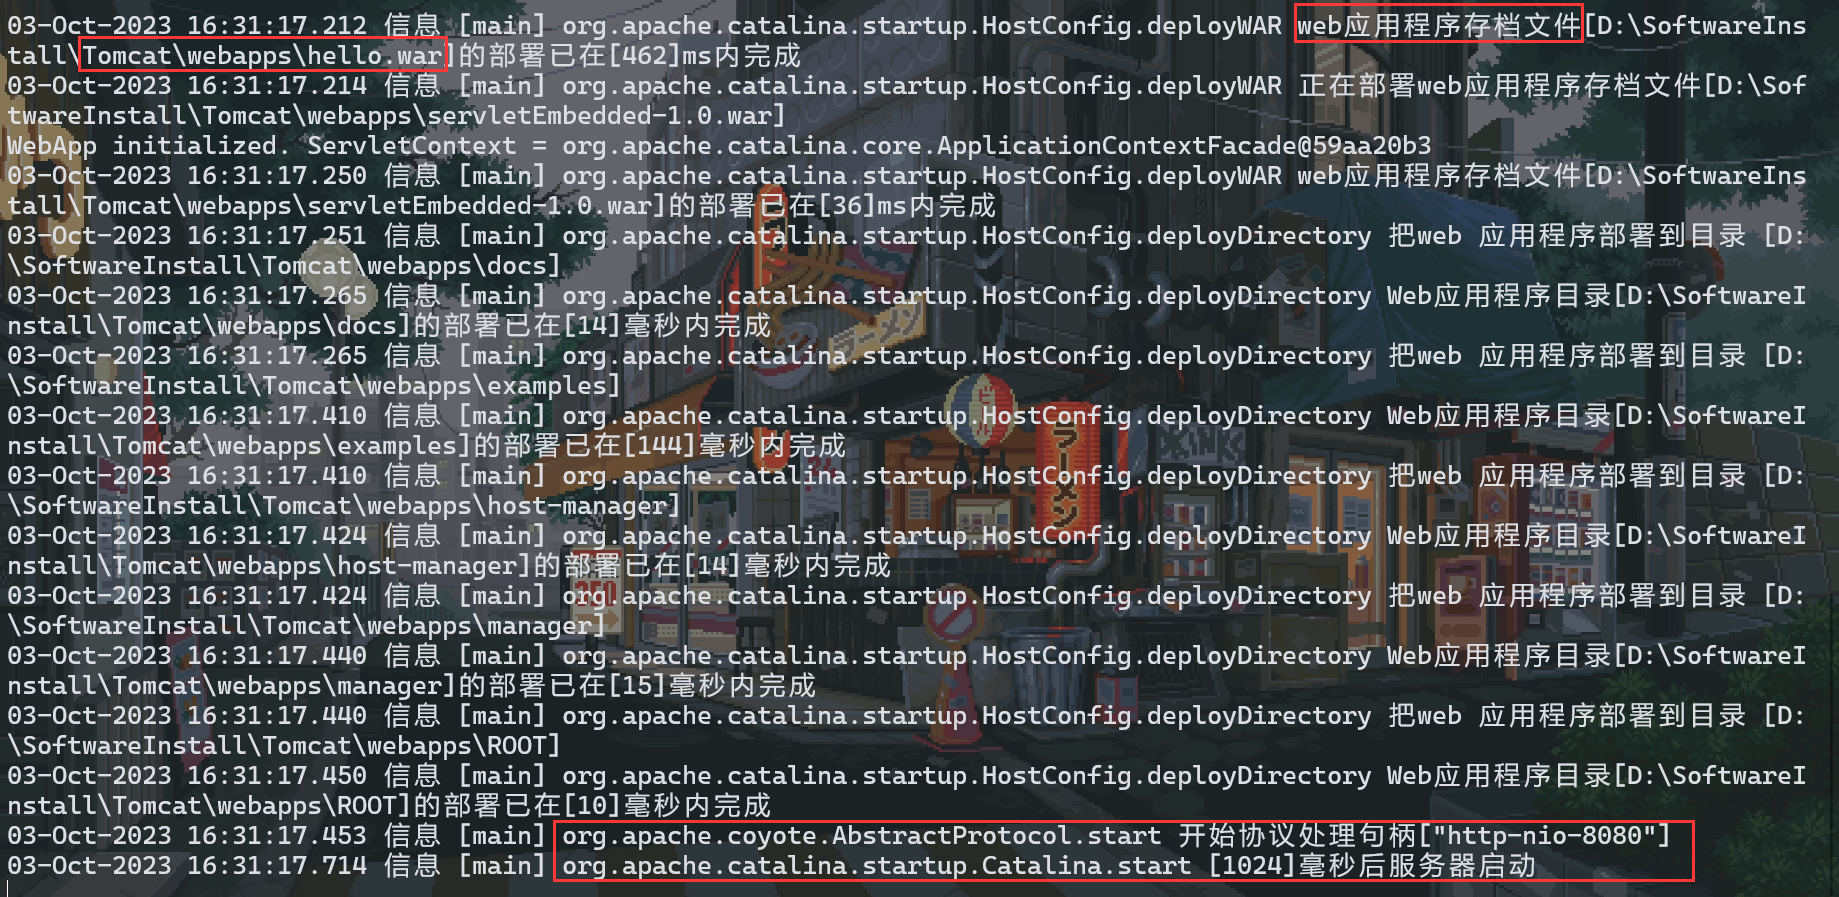 03-Oct-2023 16:31:17.212 信息 [main] org.apache.catalina.startup.HostConfig.deployWAR web应用程序存档文件[D:\SoftwareIns
tall\Tomcat\webapps\hello.war]的部署已在[462]ms内完成
03-Oct-2023 16:31:17.214 信息 [main] org.apache.catalina.startup.HostConfig.deployWAR 正在部署web应用程序存档文件[D:\Sof
twareInstall\Tomcat\webapps\servletEmbedded-1.0.war]
WebApp initialized. ServletContext = org.apache.catalina.core.ApplicationContextFacade@59aa20b3
03-Oct-2023 16:31:17.250 信息 [main] org.apache.catalina.startup.HostConfig.deployWAR web应用程序存档文件[D:\SoftwareIns
tall\Tomcat\webapps\servletEmbedded-1.0.war]的部署已在[36]ms内完成
03-Oct-2023 16:31:17.251 信息 [main] org.apache.catalina.startup.HostConfig.deployDirectory 把web 应用程序部署到目录 [D:
\SoftwareInstall\Tomcat\webapps\docs]
03-Oct-2023 16:31:17.265 信息 [main] org.apache.catalina.startup.HostConfig.deployDirectory Web应用程序目录[D:\SoftwareI
nstall\Tomcat\webapps\docs]的部署已在[14]毫秒内完成
03-Oct-2023 16:31:17.265 信息 [main] org.apache.catalina.startup.HostConfig.deployDirectory 把web 应用程序部署到目录 [D:
\SoftwareInstall\Tomcat\webapps\examples]
03-Oct-2023 16:31:17.410 信息 [main] org.apache.catalina.startup.HostConfig.deployDirectory Web应用程序目录[D:\SoftwareI
nstall\Tomcat\webapps\examples]的部署已在[144]毫秒内完成
03-Oct-2023 16:31:17.410 信息 [main] org.apache.catalina.startup.HostConfig.deployDirectory 把web 应用程序部署到目录 [D:
\SoftwareInstall\Tomcat\webapps\host-manager]
03-Oct-2023 16:31:17.424 信息 [main] org.apache.catalina.startup.HostConfig.deployDirectory Web应用程序目录[D:\SoftwareI
nstall\Tomcat\webapps\host-manager]的部署已在[14]毫秒内完成
03-Oct-2023 16:31:17.424 信息 [main] org.apache.catalina.startup.HostConfig.deployDirectory 把web 应用程序部署到目录 [D:
\SoftwareInstall\Tomcat\webapps\manager]
03-Oct-2023 16:31:17.440 信息 [main] org.apache.catalina.startup.HostConfig.deployDirectory Web应用程序目录[D:\SoftwareI
nstall\Tomcat\webapps\manager]的部署已在[15]毫秒内完成
03-Oct-2023 16:31:17.440 信息 [main] org.apache.catalina.startup.HostConfig.deployDirectory 把web 应用程序部署到目录 [D:
\SoftwareInstall\Tomcat\webapps\ROOT]
03-Oct-2023 16:31:17.450 信息 [main] org.apache.catalina.startup.HostConfig.deployDirectory Web应用程序目录[D:\SoftwareI
nstall\Tomcat\webapps\ROOT]的部署已在[10]毫秒内完成
03-Oct-2023 16:31:17.453 信息 [main] org.apache.coyote.AbstractProtocol.start 开始协议处理句柄["http-nio-8080"]
03-Oct-2023 16:31:17.714 信息 [main] org.apache.catalina.startup.Catalina.start [1024]毫秒后服务器启动
ラーメン